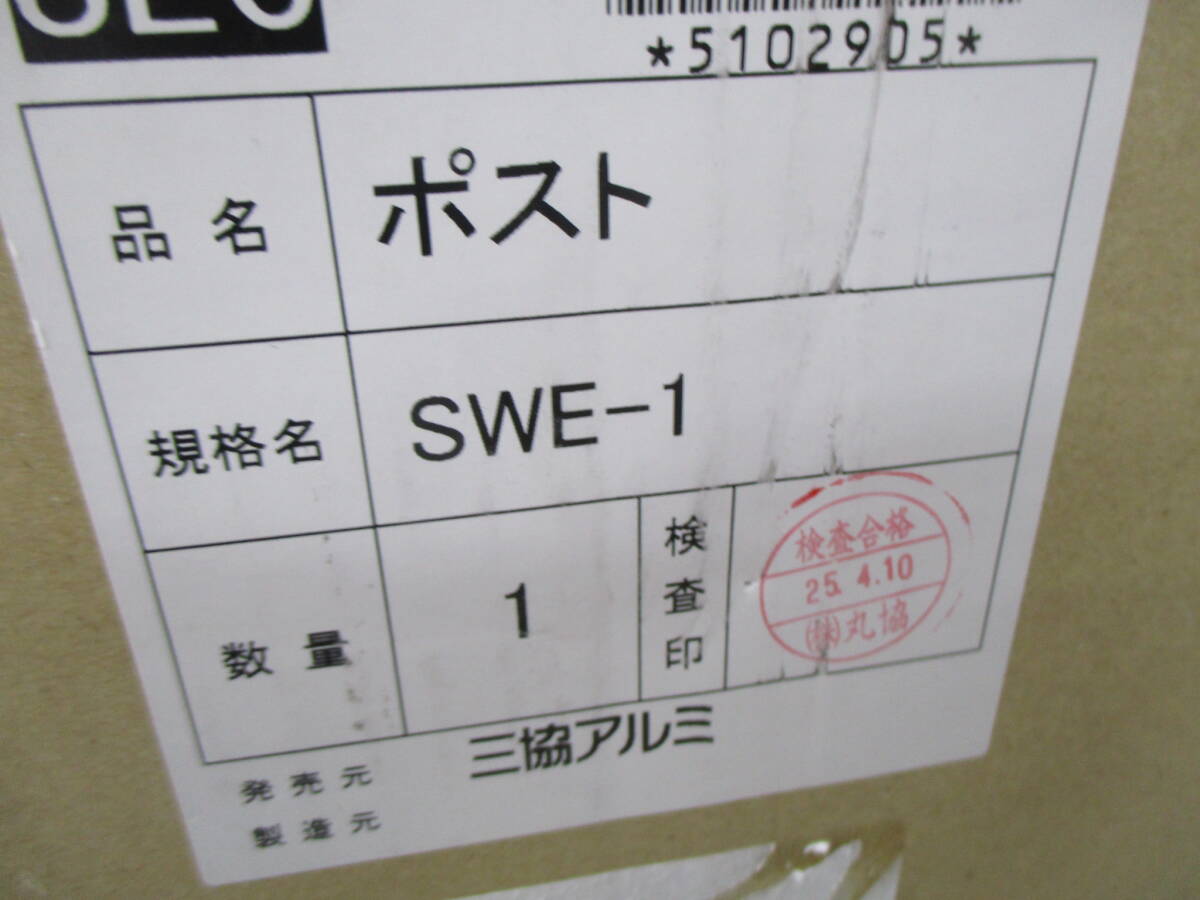 *5102905*
品名 ポスト
規格名 SWE-1
数量 1 検査印
検査合格
25.4.10
(株)丸協
発売元 三協アルミ
製造元